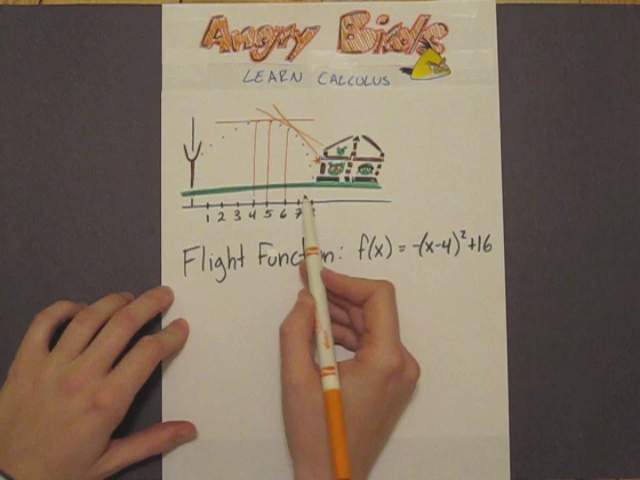 Angry Birds
LEARN CALCULUS
1 2 3 4 5 6 7
Flight Function: f(x) = -(x-4)²+16